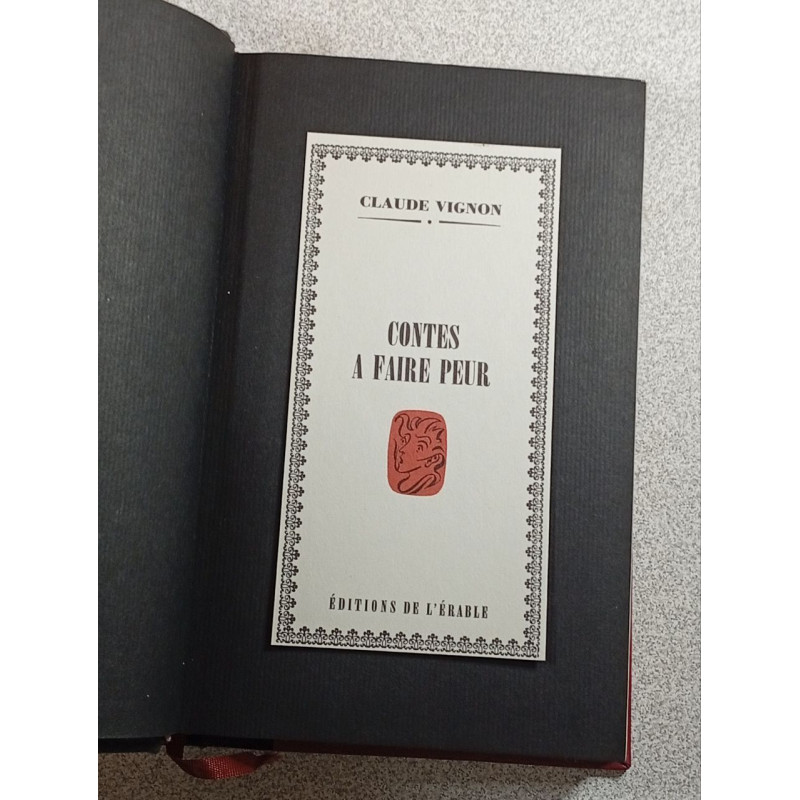 CLAUDE VIGNON
CONTES
A FAIRE PEUR
ÉDITIONS DE L'ÉRABLE